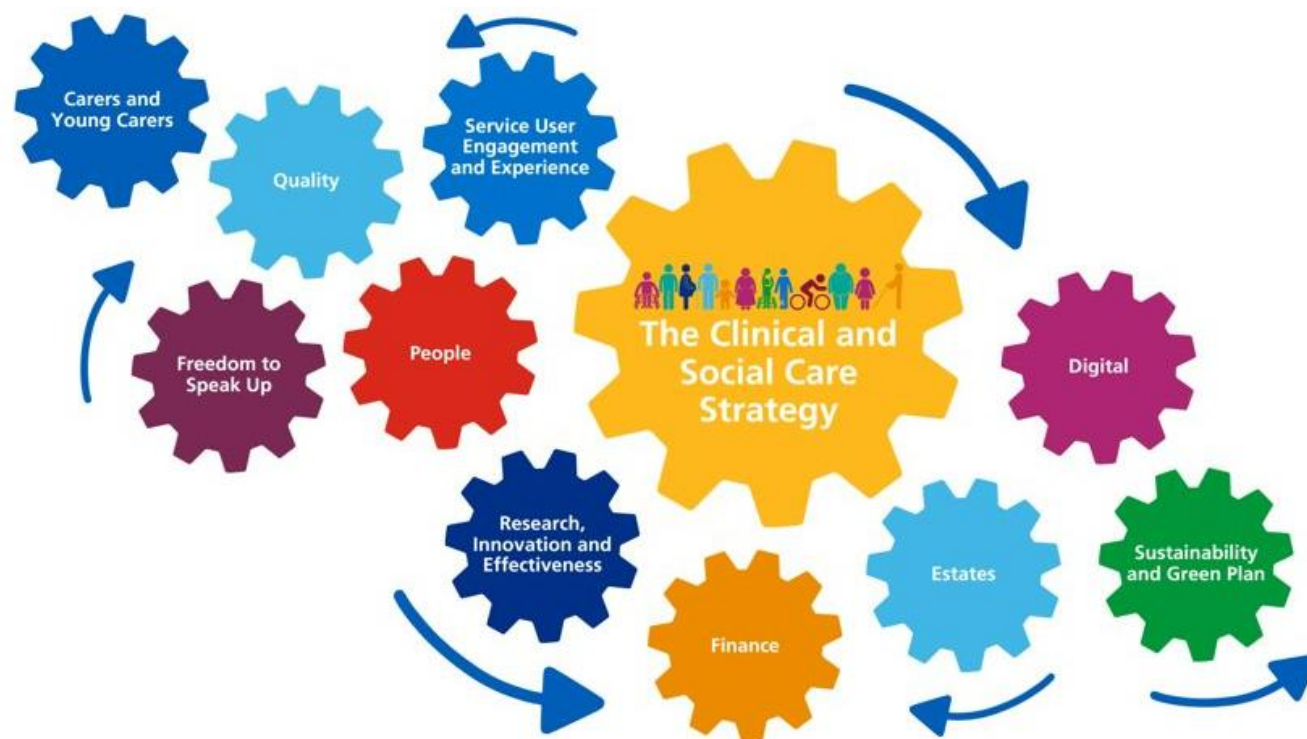 Carers and
Young Carers
Quality
Service User
Engagement
and Experience
Freedom to
Speak Up
People
The Clinical and
Social Care
Strategy
Digital
Research,
Innovation and
Effectiveness
Finance
Estates
Sustainability
and Green Plan